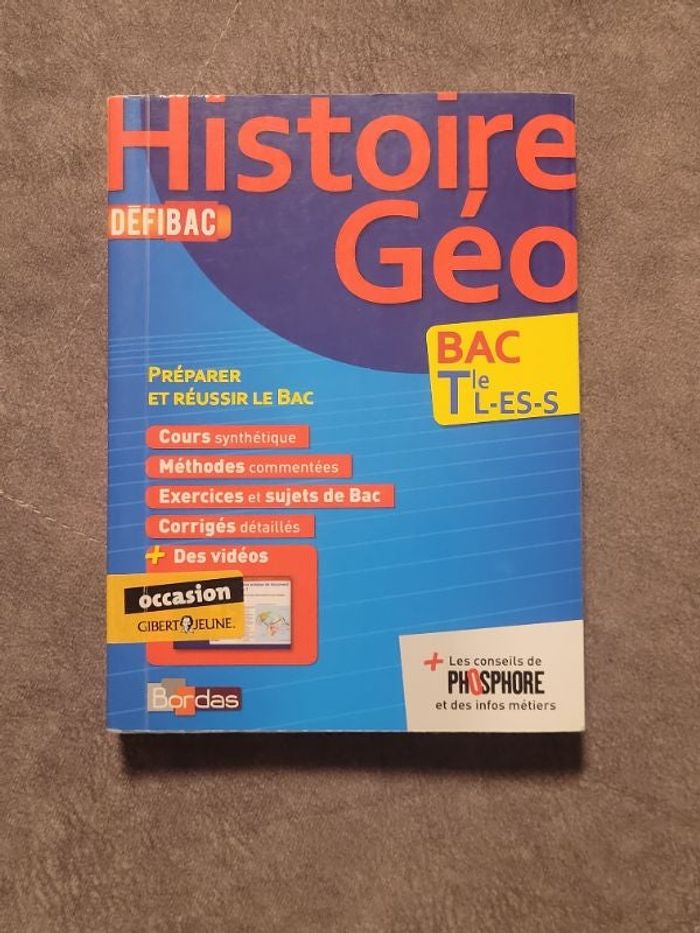 Histoire
Géo
DÉFIBAC
BAC
Tle
L-ES-S
PRÉPARER
ET RÉUSSIR LE BAC
Cours synthétique
Méthodes commentées
Exercices et sujets de Bac
Corrigés détaillés
+ Des vidéos
occasion
GIBERT JEUNE.
Bordas
+ Les conseils de
PHOSPHORE
et des infos métiers